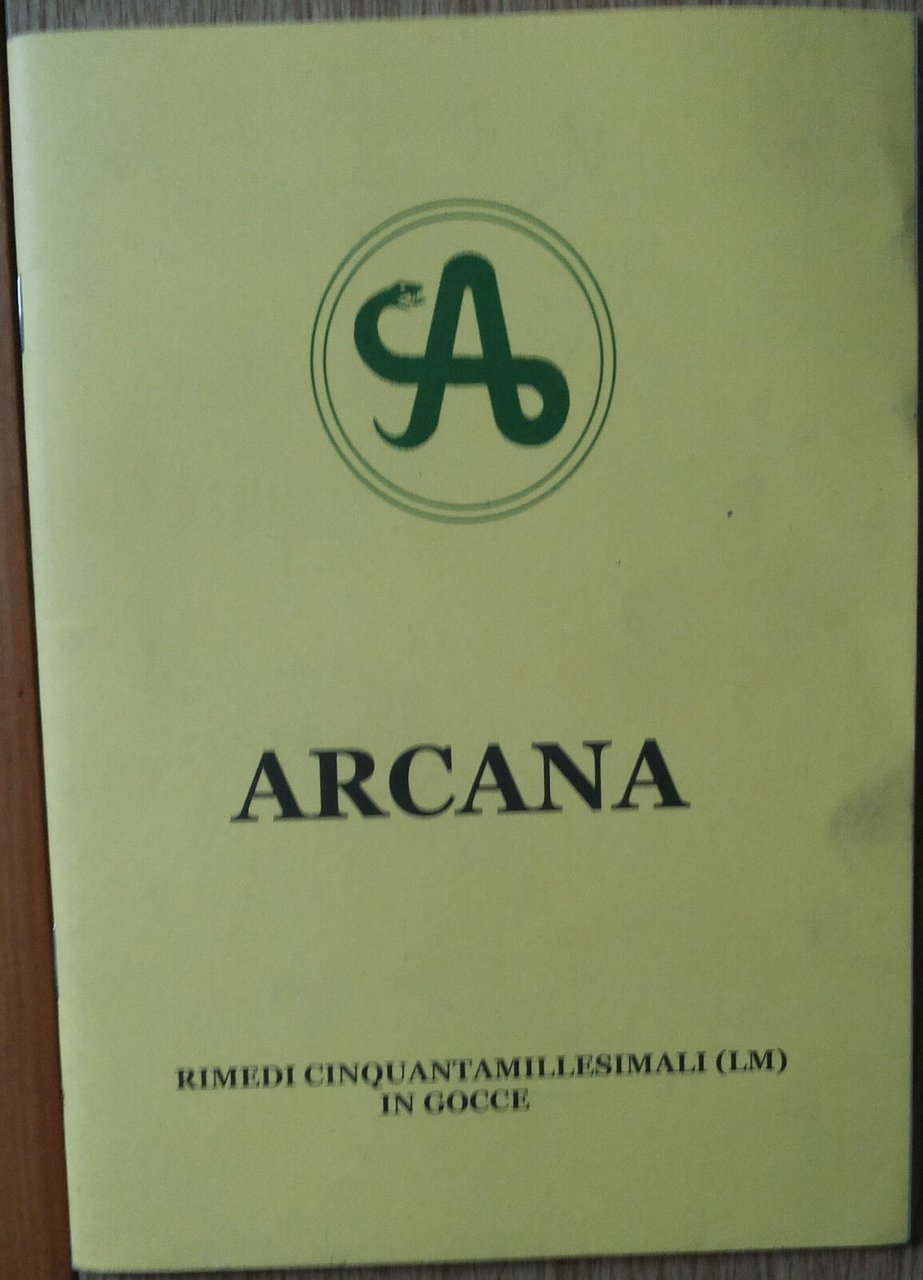 ARCANA
RIMEDI CINQUANTAMILLESIMALI (LM)
IN GOCCE